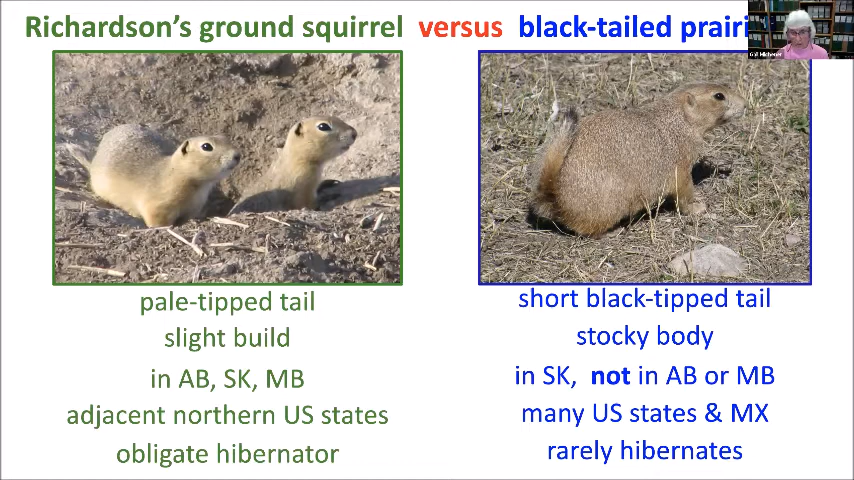 Richardson's ground squirrel versus black-tailed prairi
Gail Michener
pale-tipped tail
slight build
in AB, SK, MB
adjacent northern US states
obligate hibernator
short black-tipped tail
stocky body
in SK, not in AB or MB
many US states & MX
rarely hibernates